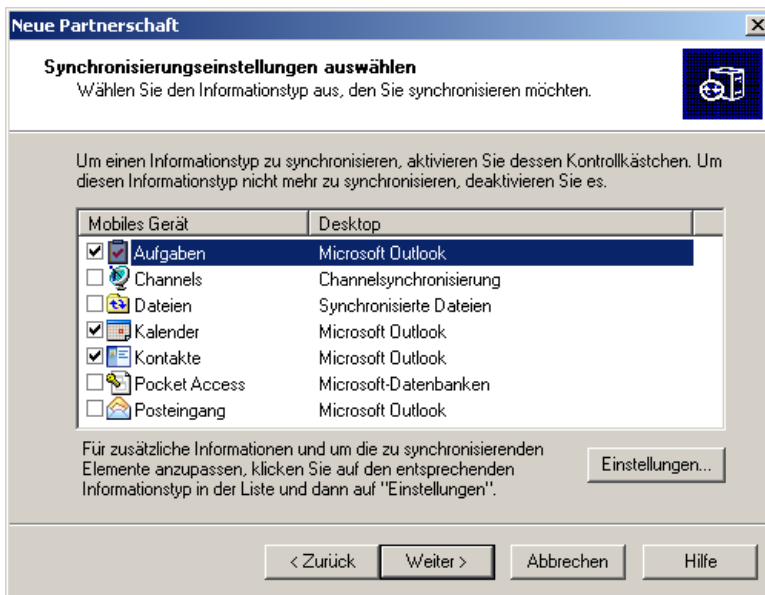 Neue Partnerschaft
Synchronisierungseinstellungen auswählen
Wählen Sie den Informationstyp aus, den Sie synchronisieren möchten.
Um einen Informationstyp zu synchronisieren, aktivieren Sie dessen Kontrollkästchen. Um
diesen Informationstyp nicht mehr zu synchronisieren, deaktivieren Sie es.
Mobiles Gerät Desktop
Aufgaben Microsoft Outlook
Channels Channelsynchronisierung
Dateien Synchronisierte Dateien
Kalender Microsoft Outlook
Kontakte Microsoft Outlook
Pocket Access Microsoft-Datenbanken
Posteingang Microsoft Outlook
Für zusätzliche Informationen und um die zu synchronisierenden
Elemente anzupassen, klicken Sie auf den entsprechenden
Informationstyp in der Liste und dann auf "Einstellungen".
Einstellungen...
< Zurück Weiter > Abbrechen Hilfe